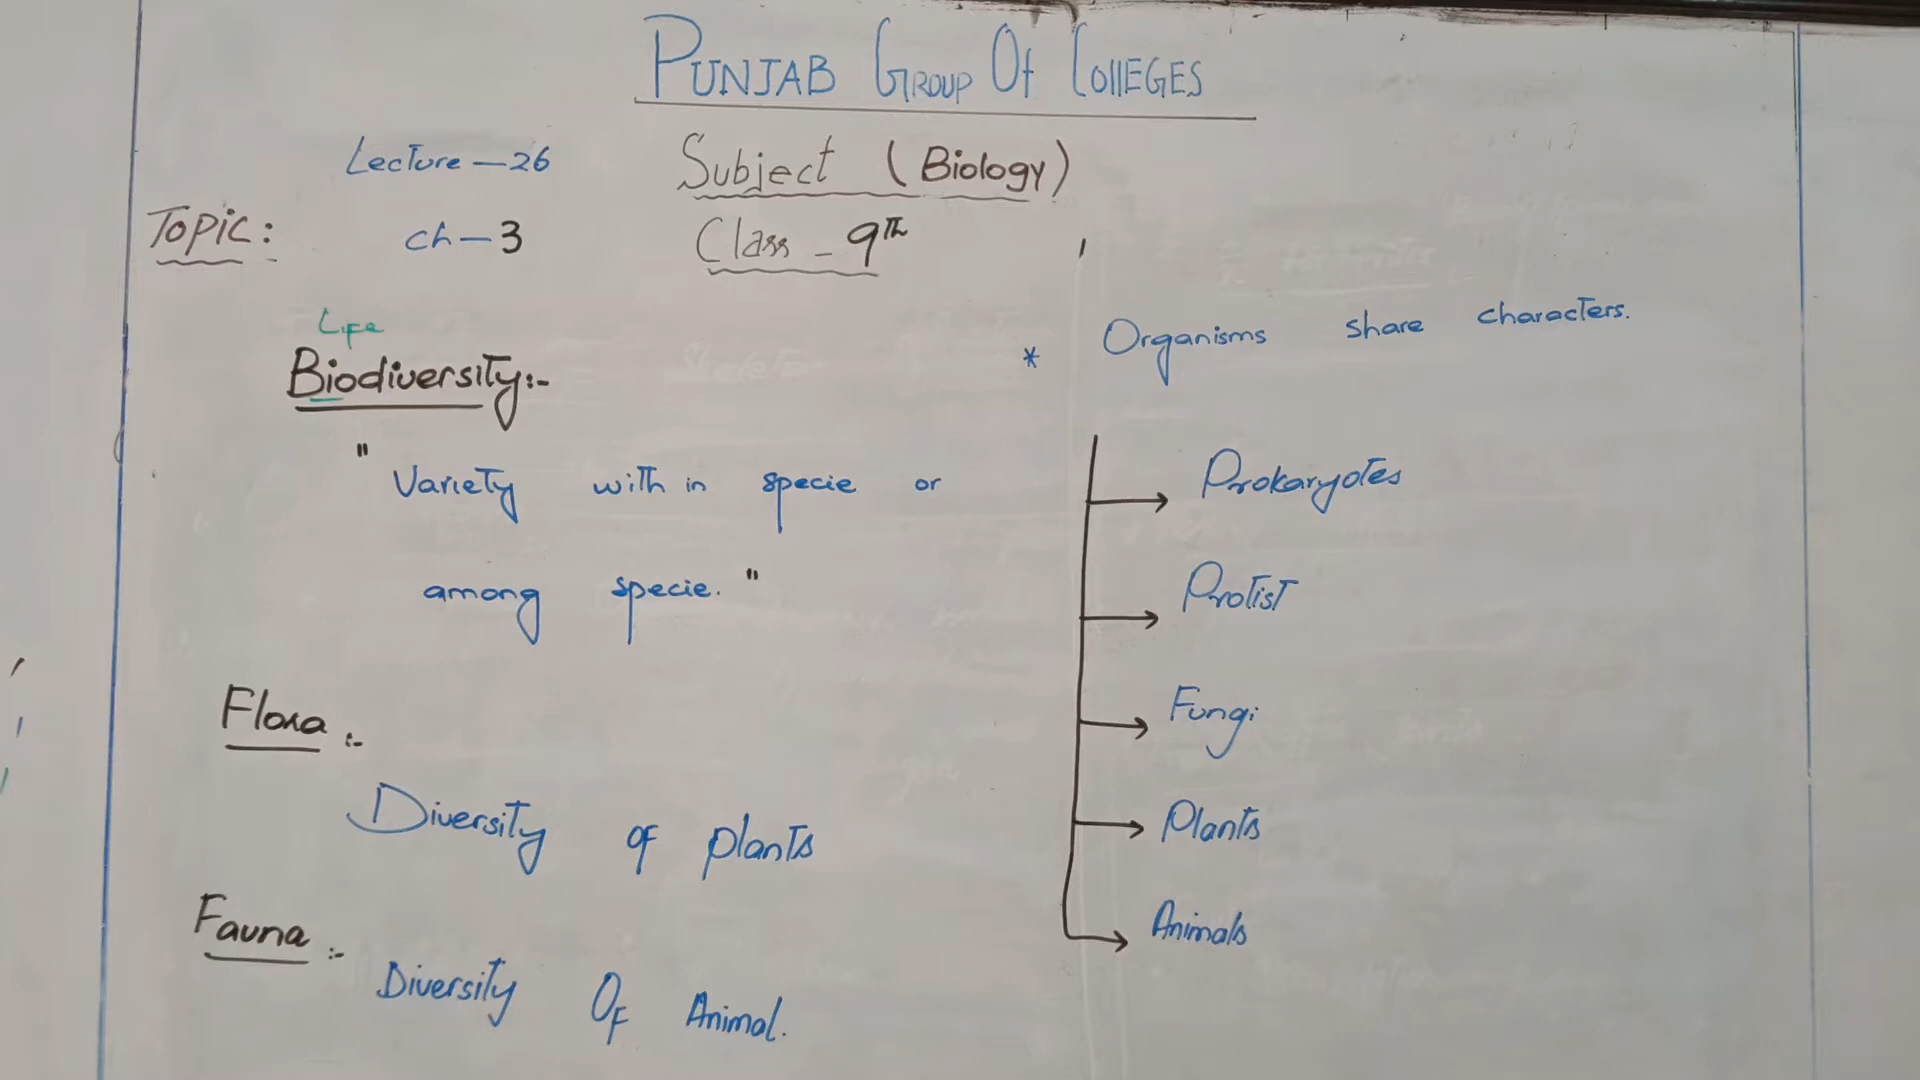 PUNJAB GROUP OF COllEGES
Lecture – 26
Subject (Biology)
Topic:
ch – 3
Class – 9Th
Life
Biodiversity:-
" Variety with in specie or
among specie. "
Flora :-
Diversity of plants
Fauna :-
Diversity Of Animal.
* Organisms share characters.
→ Prokaryotes
→ Protist
→ Fungi
→ Plants
→ Animals